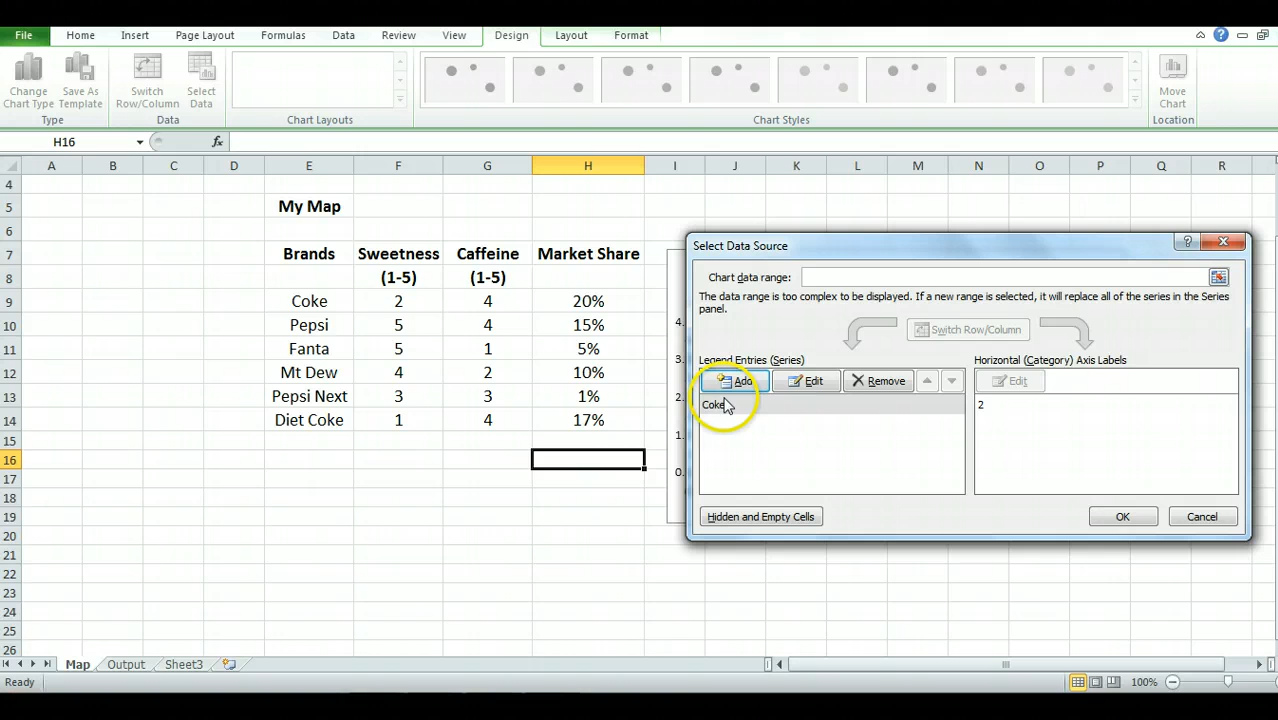 File Home Insert Page Layout Formulas Data Review View Design Layout Format
Change Chart Type Save As Template Switch Row/Column Select Data Move Chart
Type Data Chart Layouts Chart Styles Location
H16 fx
A B C D E F G H I J K L M N O P Q R
4
5 My Map
6
7 Brands Sweetness Caffeine Market Share
8 (1-5) (1-5)
9 Coke 2 4 20%
10 Pepsi 5 4 15%
11 Fanta 5 1 5%
12 Mt Dew 4 2 10%
13 Pepsi Next 3 3 1%
14 Diet Coke 1 4 17%
15
16
17
18
19
20
21
22
23
24
25
26
4.
3.
2.
1.
0.
Select Data Source
Chart data range:
The data range is too complex to be displayed. If a new range is selected, it will replace all of the series in the Series
panel.
Switch Row/Column
Legend Entries (Series) Horizontal (Category) Axis Labels
Add Edit Remove Edit
Coke 2
Hidden and Empty Cells OK Cancel
Map Output Sheet3
Ready 100%